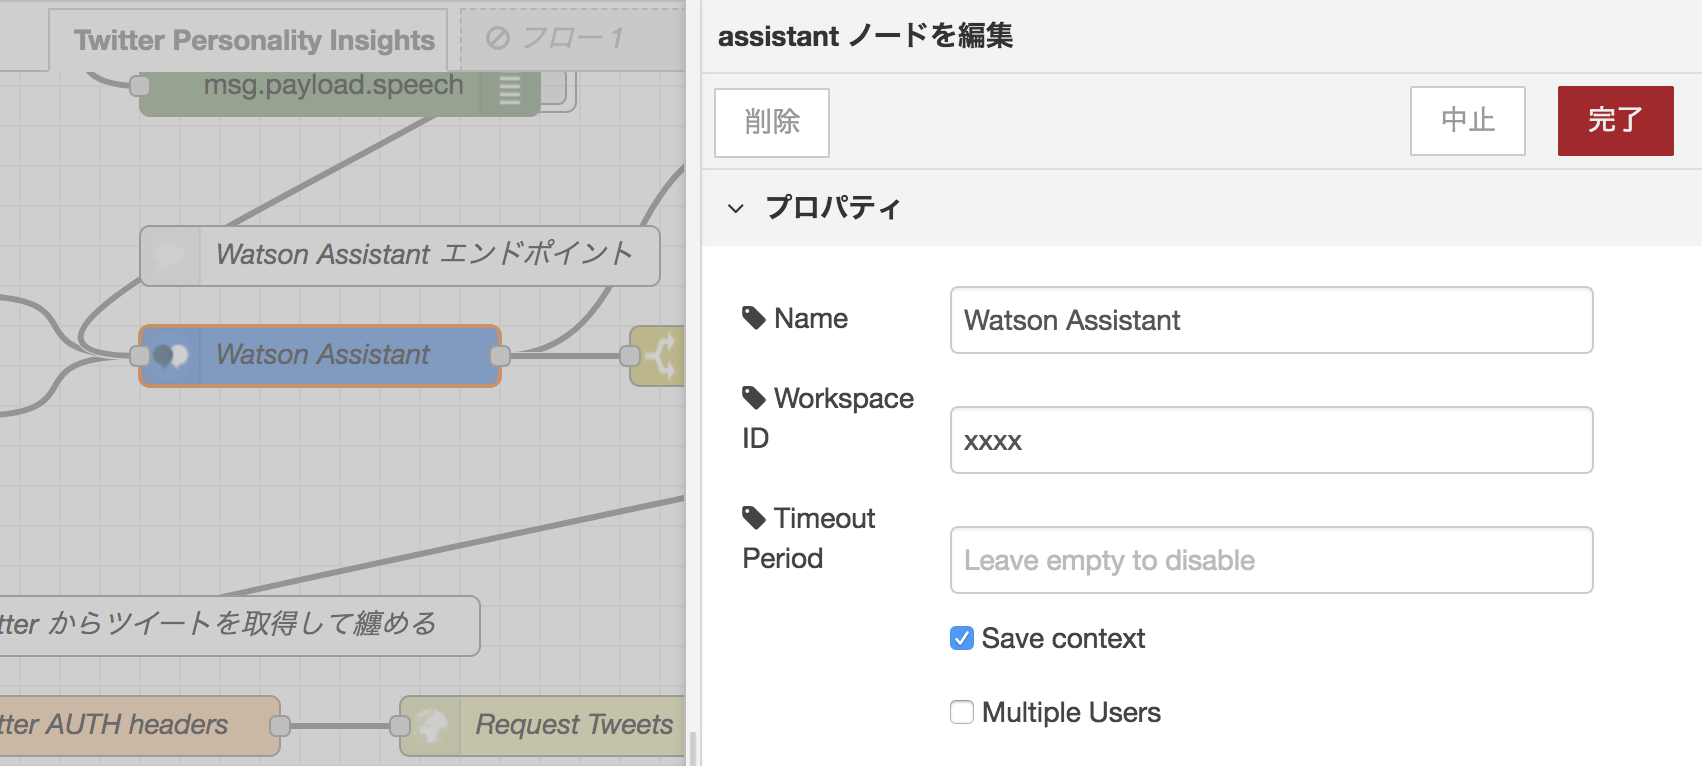 Twitter Personality Insights
フロー 1
msg.payload.speech
Watson Assistant エンドポイント
Watson Assistant
tter からツイートを取得して纏める
tter AUTH headers
Request Tweets
assistant ノードを編集
削除
中止
完了
プロパティ
Name
Watson Assistant
Workspace
ID
xxxx
Timeout
Period
Leave empty to disable
Save context
Multiple Users